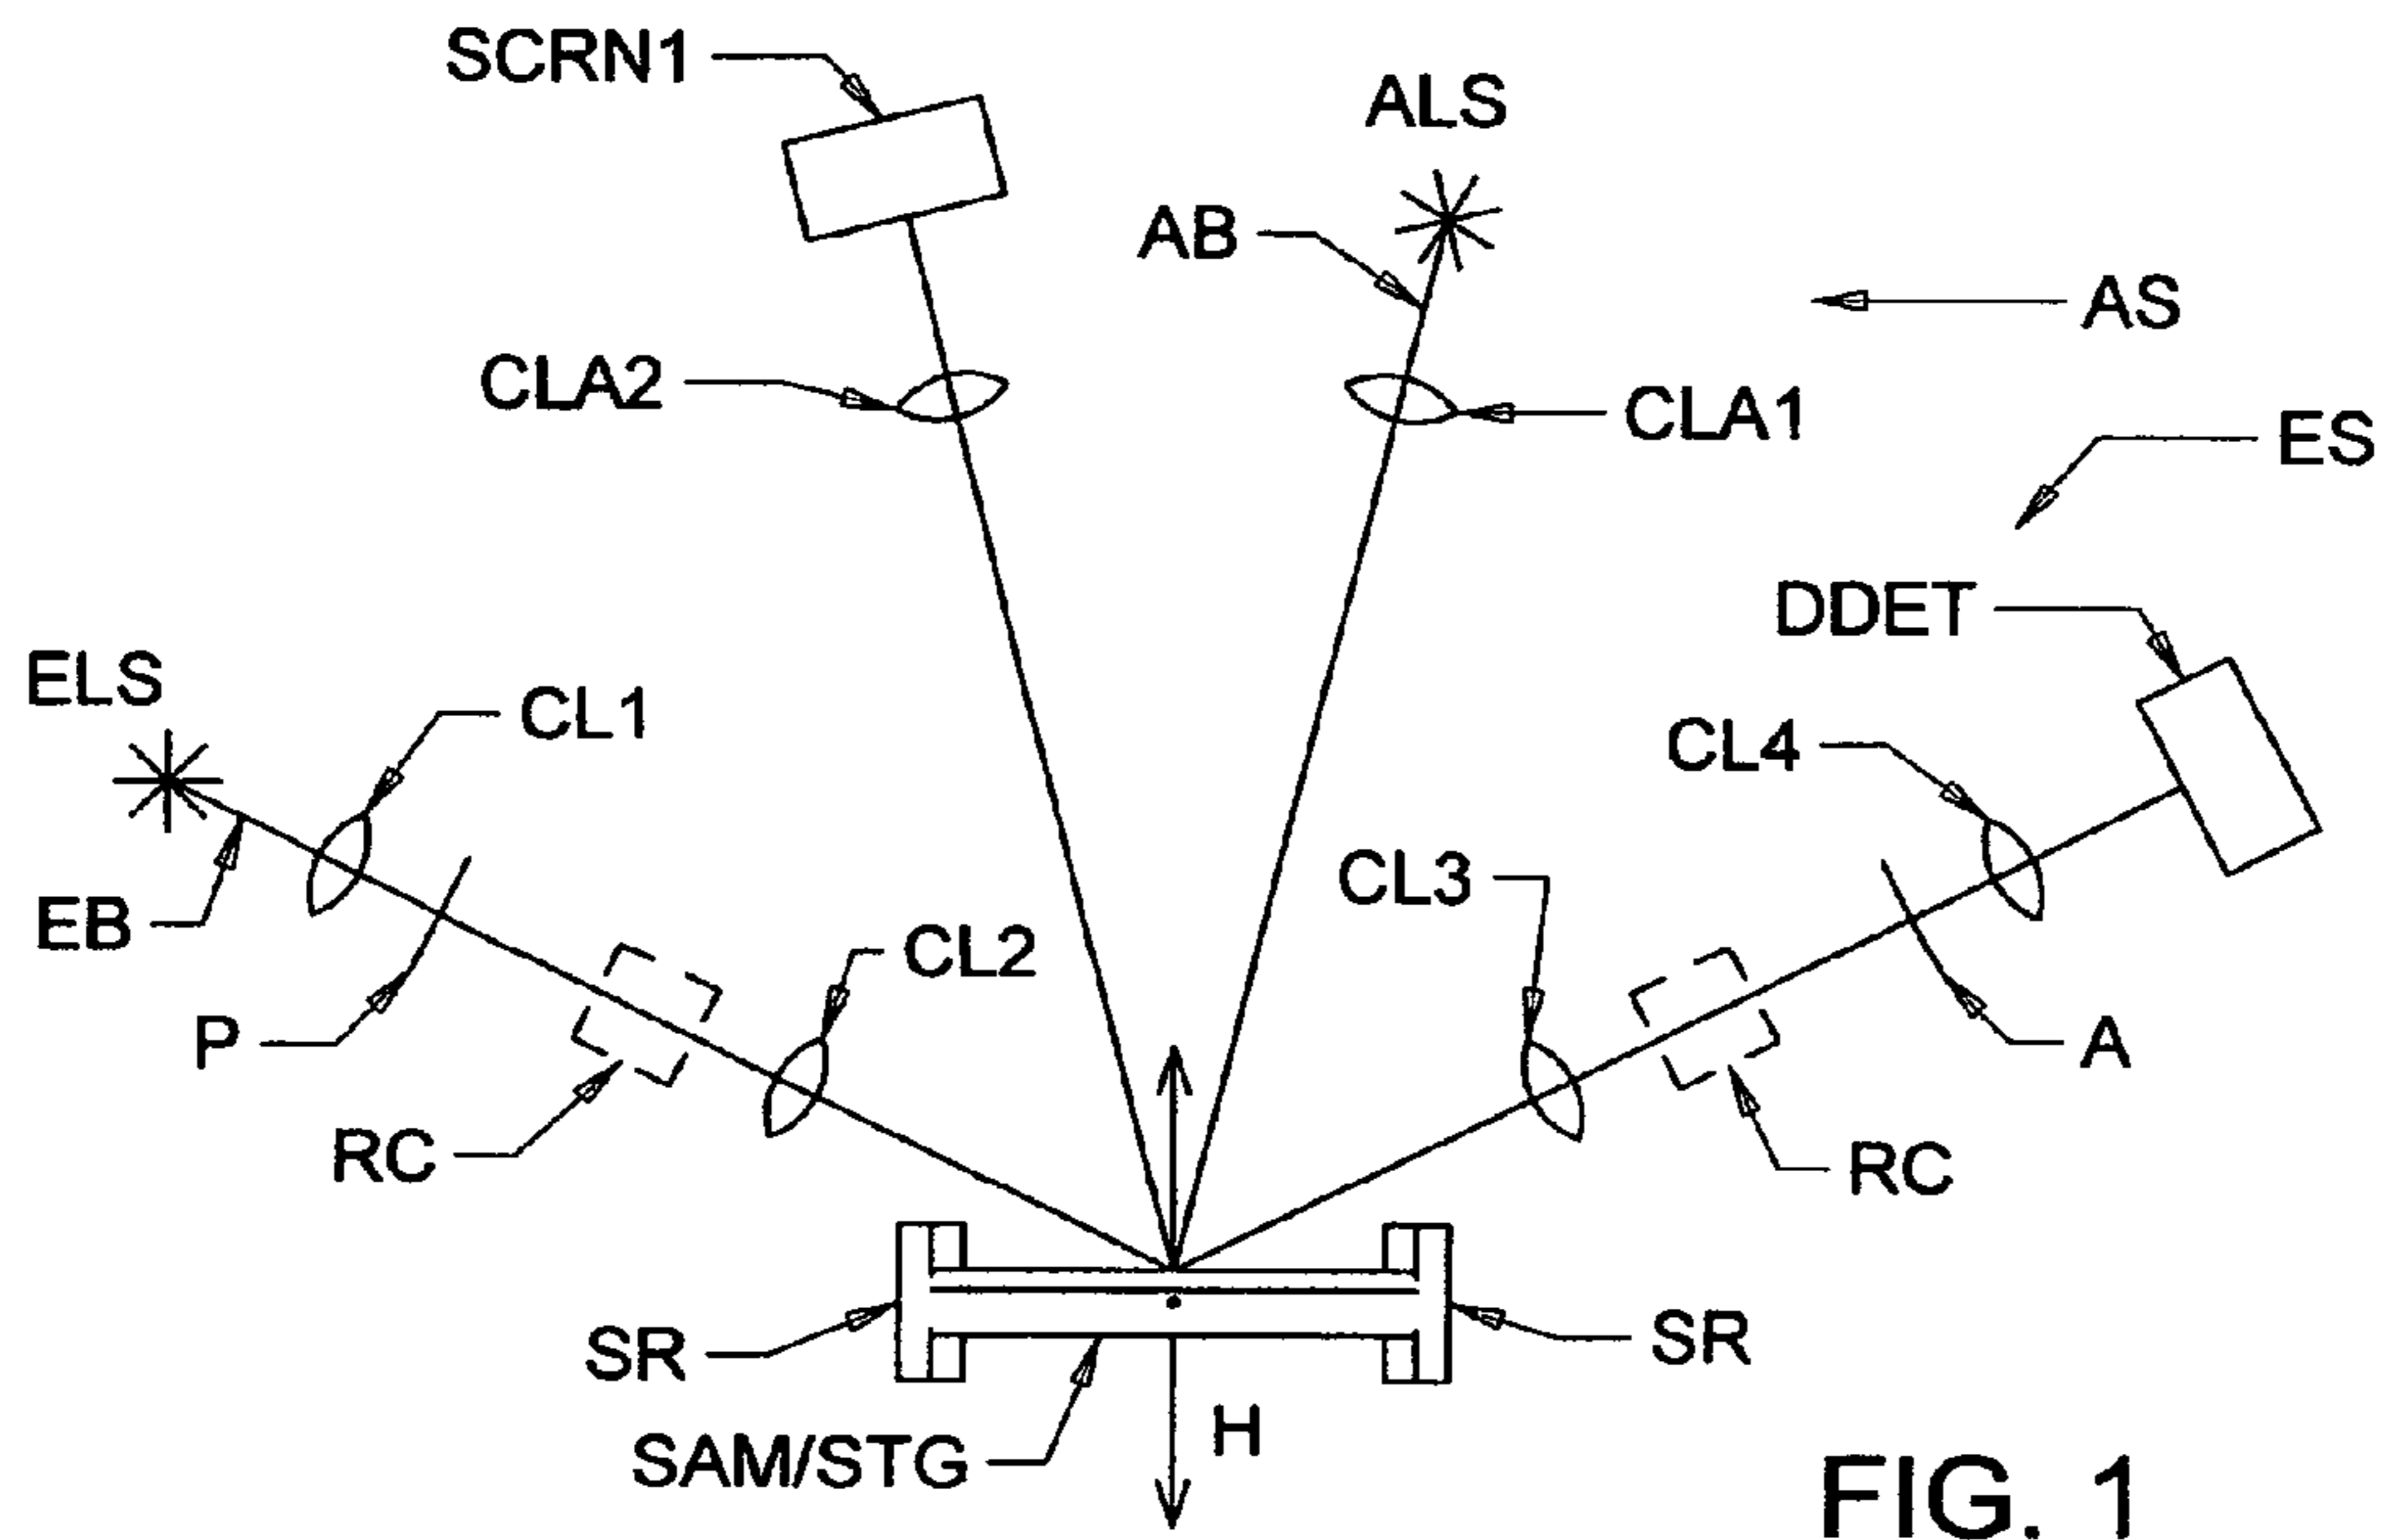 SCRN1
ALS
AB
AS
CLA2
CLA1
ES
DDET
ELS
CL1
CL4
CL3
EB
CL2
P
A
RC
RC
SR
SR
SAM/STG
H
FIG. 1